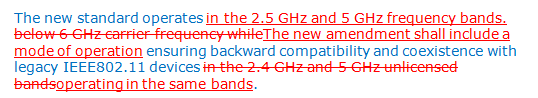 The new standard operates in the 2.5 GHz and 5 GHz frequency bands.
below 6 GHz carrier frequency whileThe new amendment shall include a
mode of operation ensuring backward compatibility and coexistence with
legacy IEEE802.11 devices in the 2.4 GHz and 5 GHz unlicensed
bandsoperating in the same bands.